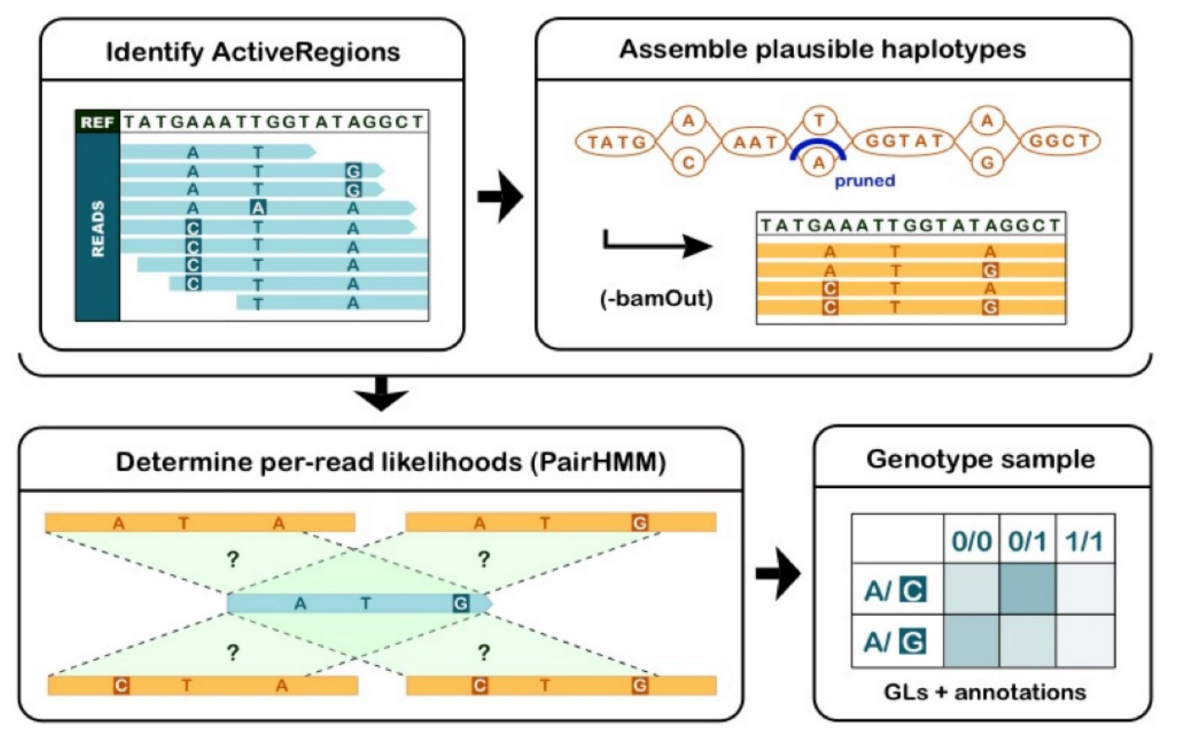 Identify ActiveRegions
REF TATGAAATTGGTATAGGCT
READS
A T
A T G
A T G
A A A
C T A
C T A
C T A
C T A
T A
Assemble plausible haplotypes
TATG A C AAT T A GGTAT A G GGCT
pruned
(-bamOut)
TATGAAATTGGTATAGGCT
A T A
A T G
C T A
C T G
Determine per-read likelihoods (PairHMM)
A T A
A T G
? ?
A T G
? ?
C T A
C T G
Genotype sample
0/0 0/1 1/1
A/ C
A/ G
GLs + annotations